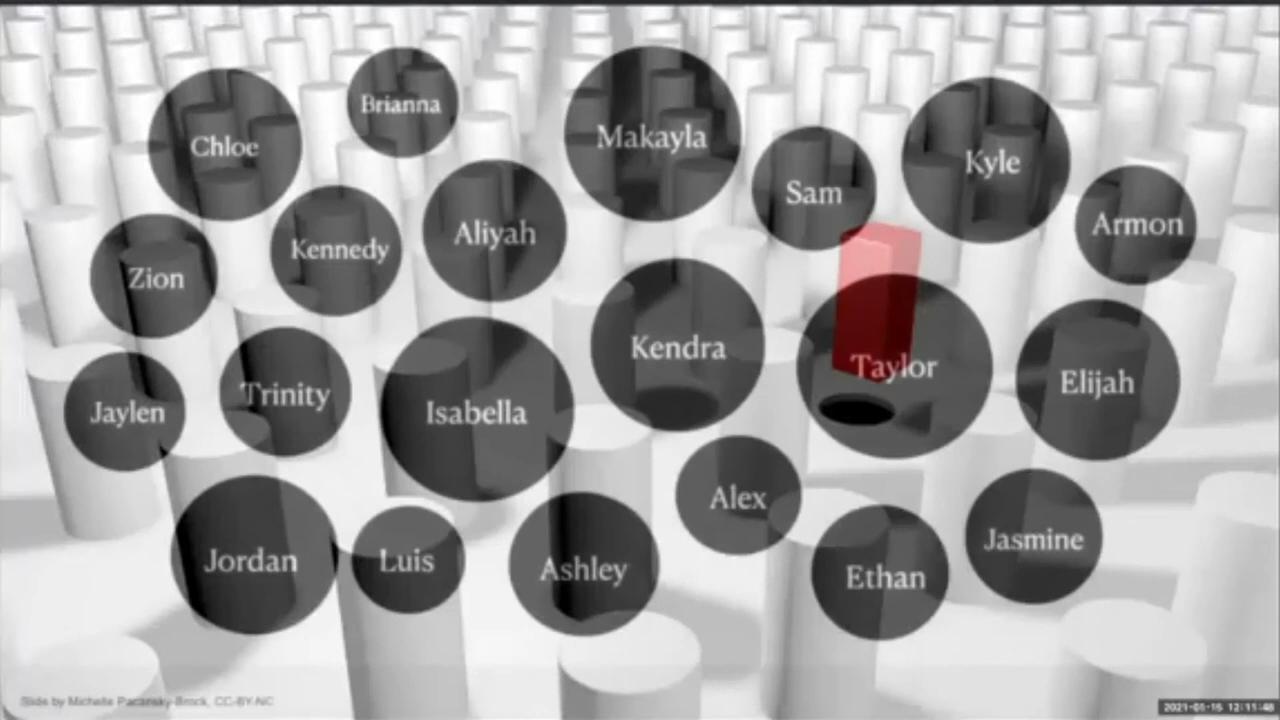 Brianna
Chloe
Makayla
Kyle
Sam
Armon
Aliyah
Kennedy
Zion
Kendra
Taylor
Elijah
Trinity
Isabella
Jaylen
Alex
Jasmine
Jordan
Luis
Ashley
Ethan
Slide by Michelle Pacansky-Brock, CC-BY-NC
2021-01-15 12:11:48